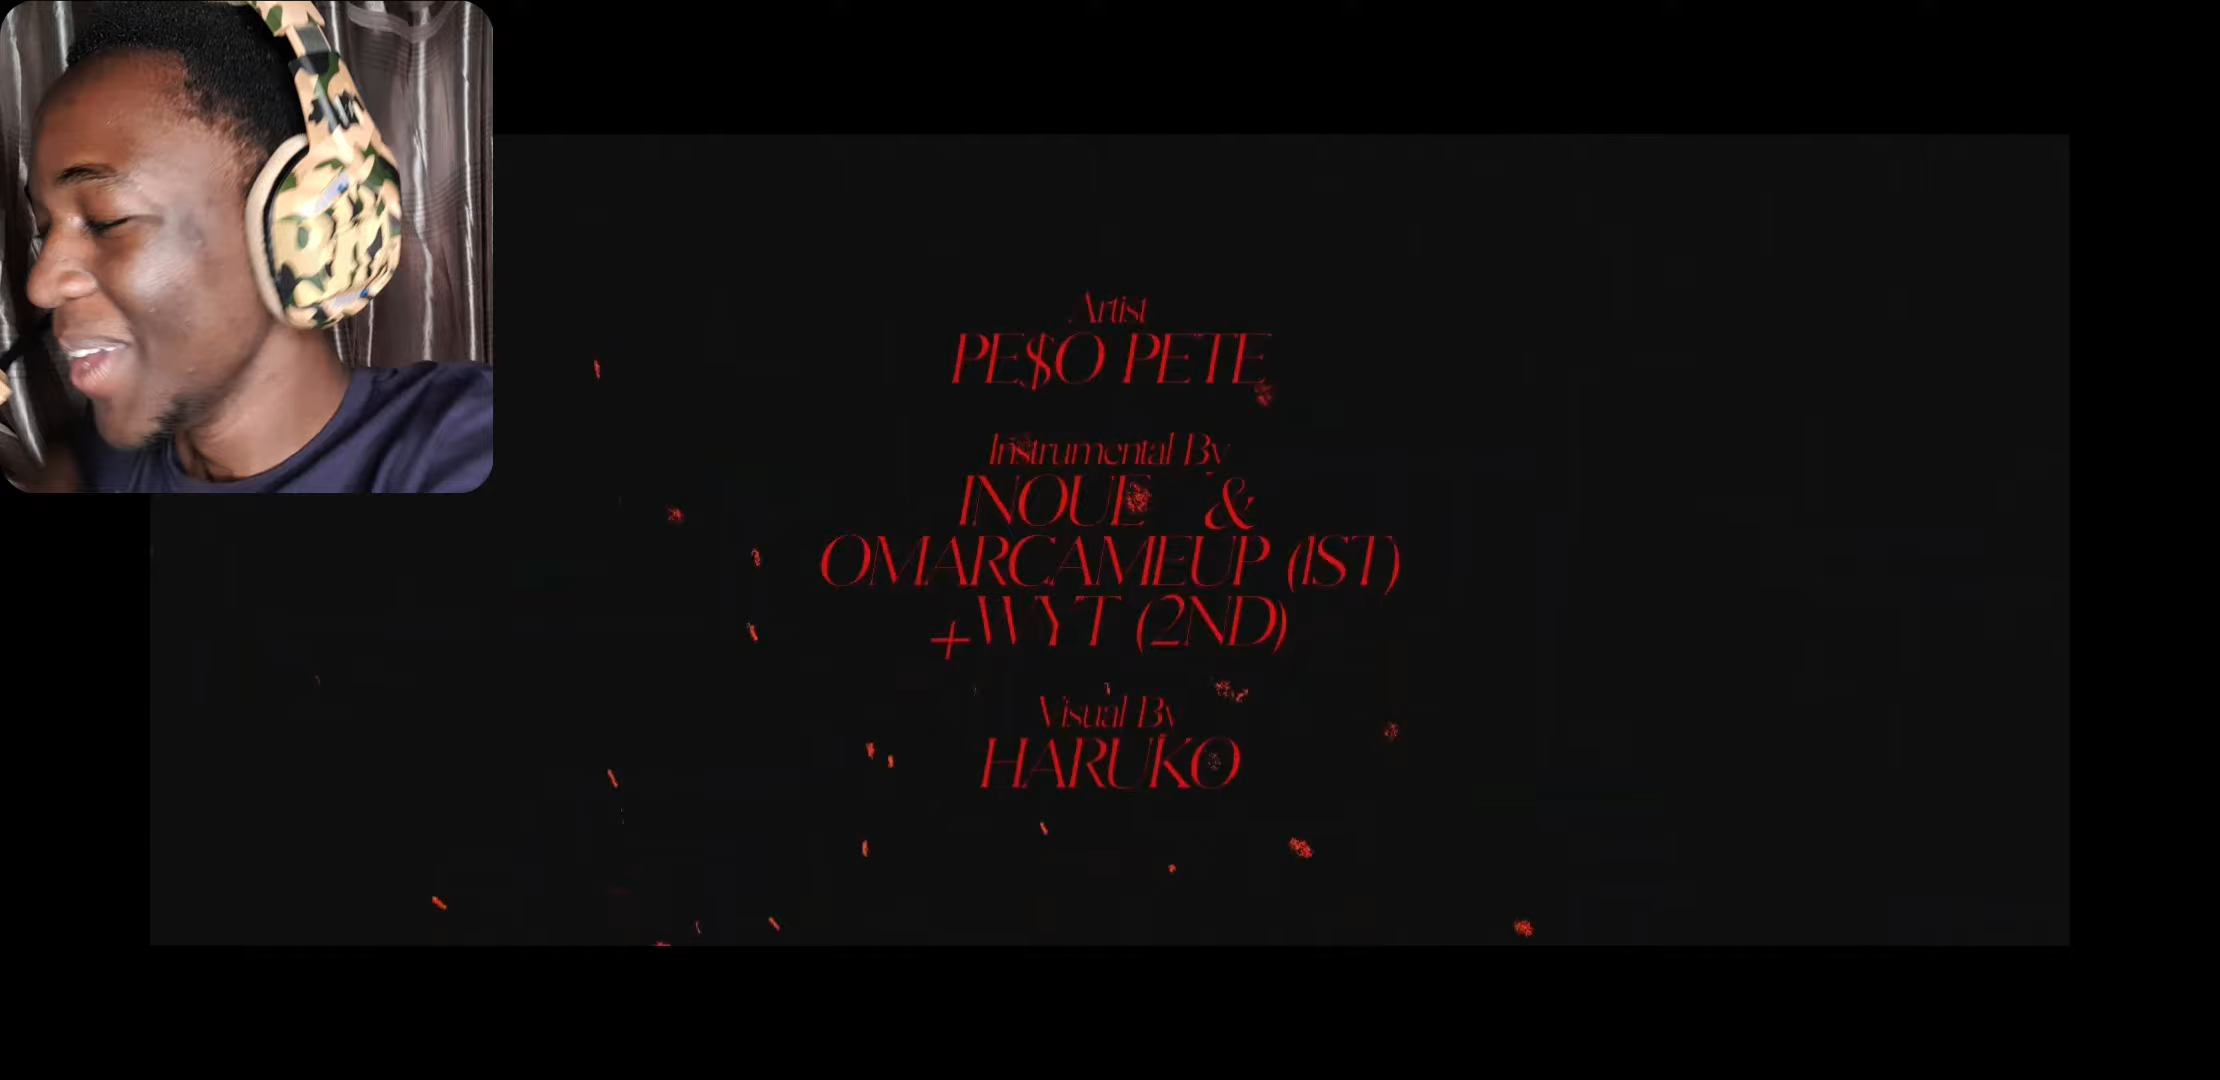 Artist
PE$O PETE
Instrumental By
INOUE &
OMARCAMEUP (1ST)
+WYT (2ND)
Visual By
HARUKO